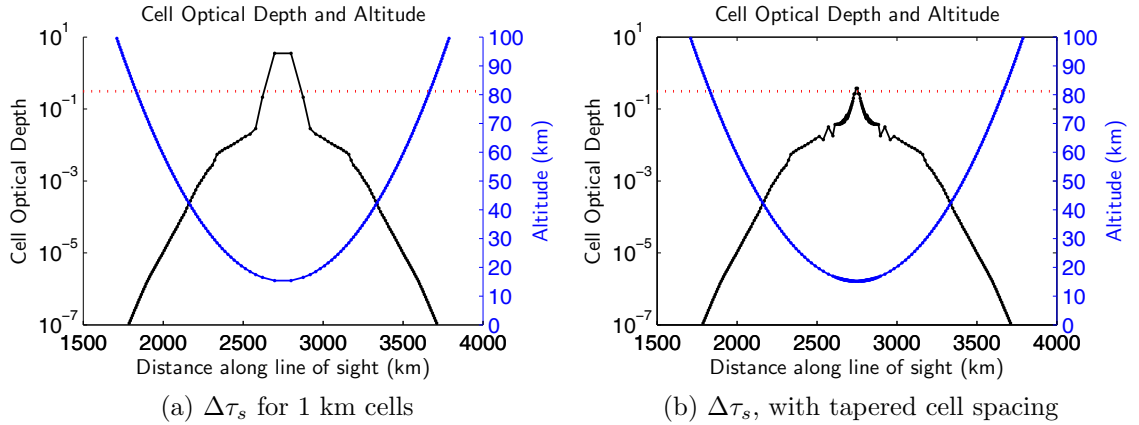 Cell Optical Depth and Altitude
Cell Optical Depth
10^1
10^-1
10^-3
10^-5
10^-7
100
90
80
70
60
50
40
30
20
10
0
Altitude (km)
1500 2000 2500 3000 3500 4000
Distance along line of sight (km)
(a) Δτ_s for 1 km cells
Cell Optical Depth and Altitude
Cell Optical Depth
10^1
10^-1
10^-3
10^-5
10^-7
100
90
80
70
60
50
40
30
20
10
0
Altitude (km)
1500 2000 2500 3000 3500 4000
Distance along line of sight (km)
(b) Δτ_s, with tapered cell spacing